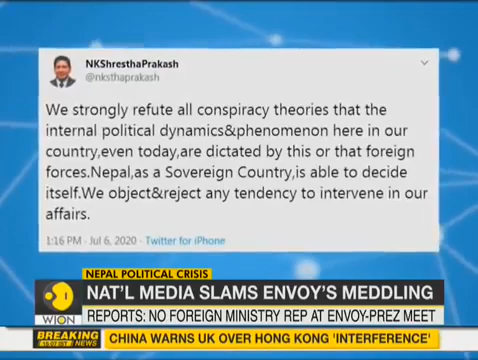 NKShresthaPrakash
@nksthaprakash
We strongly refute all conspiracy theories that the
internal political dynamics&phenomenon here in our
country,even today,are dictated by this or that foreign
forces.Nepal,as a Sovereign Country,is able to decide
itself.We object&reject any tendency to intervene in our
affairs.
1:16 PM · Jul 6, 2020 · Twitter for iPhone
NEPAL POLITICAL CRISIS
NAT'L MEDIA SLAMS ENVOY'S MEDDLING
REPORTS: NO FOREIGN MINISTRY REP AT ENVOY-PREZ MEET
WION
BREAKING
NEWS
CHINA WARNS UK OVER HONG KONG 'INTERFERENCE'